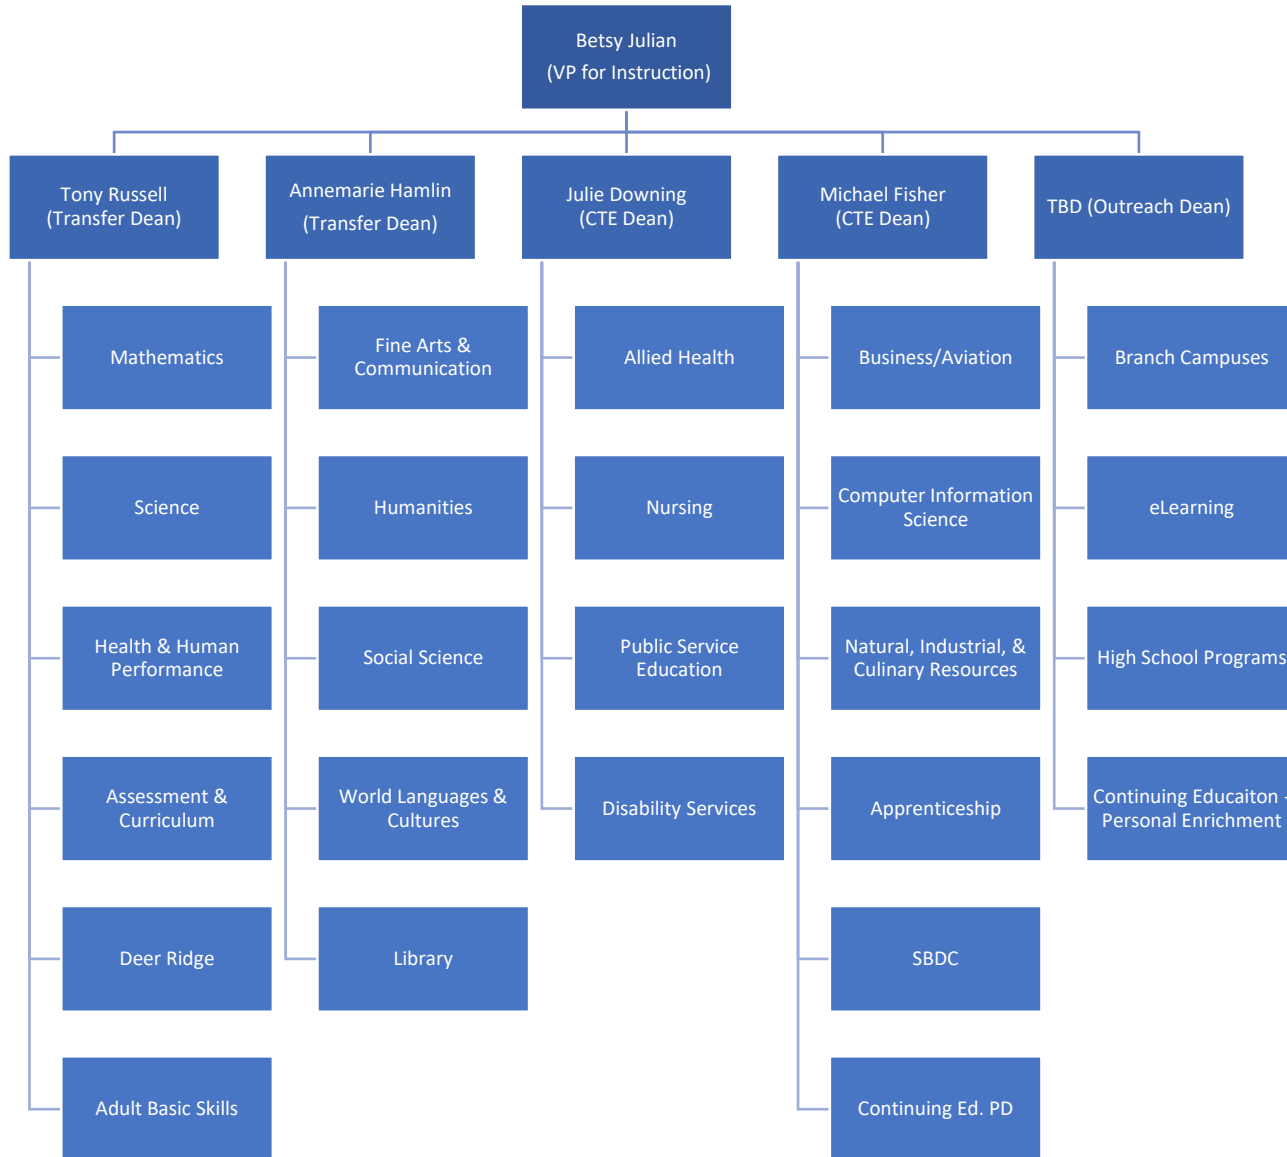 Betsy Julian
(VP for Instruction)
Tony Russell
(Transfer Dean)
Annemarie Hamlin
(Transfer Dean)
Julie Downing
(CTE Dean)
Michael Fisher
(CTE Dean)
TBD (Outreach Dean)
Mathematics
Science
Health & Human
Performance
Assessment &
Curriculum
Deer Ridge
Adult Basic Skills
Fine Arts &
Communication
Humanities
Social Science
World Languages &
Cultures
Library
Allied Health
Nursing
Public Service
Education
Disability Services
Business/Aviation
Computer Information
Science
Natural, Industrial, &
Culinary Resources
Apprenticeship
SBDC
Continuing Ed. PD
Branch Campuses
eLearning
High School Programs
Continuing Educaiton -
Personal Enrichment